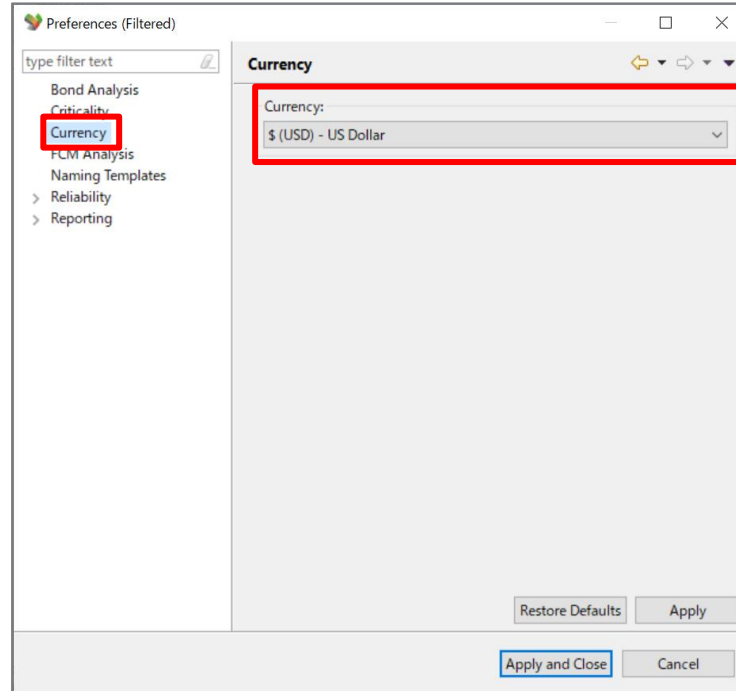 Preferences (Filtered)
type filter text
Bond Analysis
Criticality
Currency
FCM Analysis
Naming Templates
Reliability
Reporting
Currency
Currency:
$ (USD) - US Dollar
Restore Defaults
Apply
Apply and Close
Cancel